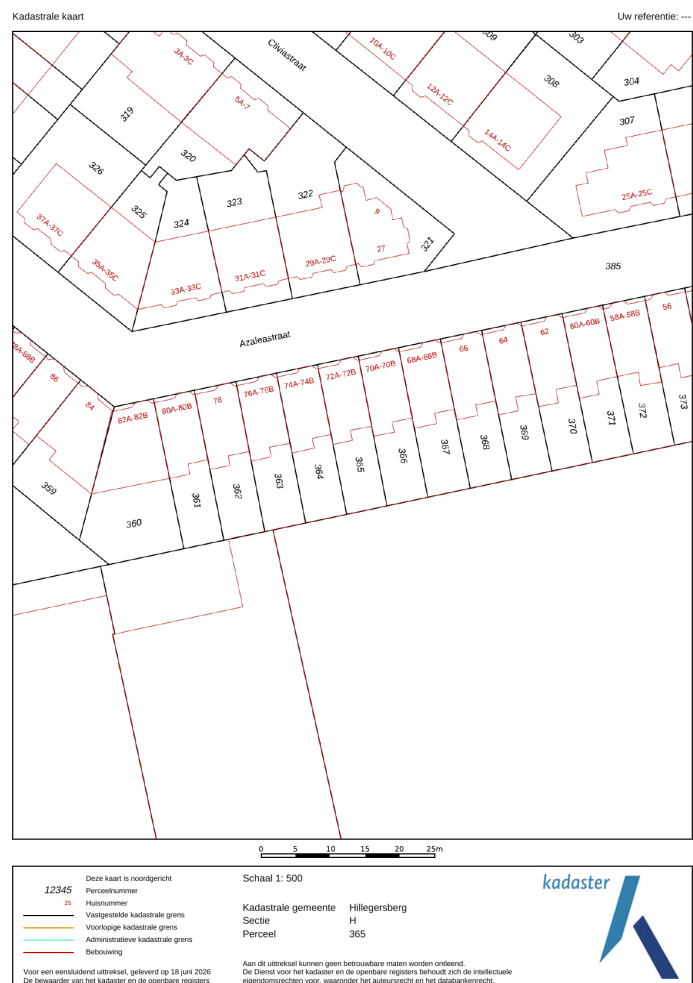 Kadastrale kaart
Uw referentie: ---
309
303
3A-3C
Cliviastraat
10A-10C
308
304
5A-7
12A-12C
319
307
14A-14C
320
326
25A-25C
322
323
325
9
324
37A-37C
321
27
29A-29C
385
35A-35C
31A-31C
33A-33C
56
58A-58B
60A-60B
62
Azaleastraat
64
66
68A-68B
70A-70B
72A-72B
86
74A-74B
76A-76B
78
373
84
80A-80B
372
82A-82B
371
370
369
368
367
366
365
364
363
359
362
361
360
0 5 10 15 20 25m
Deze kaart is noordgericht
12345 Perceelnummer
25 Huisnummer
Vastgestelde kadastrale grens
Voorlopige kadastrale grens
Administratieve kadastrale grens
Bebouwing
Voor een eensluidend uittreksel, geleverd op 18 juni 2026
De bewaarder van het kadaster en de openbare registers
Schaal 1: 500
Kadastrale gemeente Hillegersberg
Sectie H
Perceel 365
Aan dit uittreksel kunnen geen betrouwbare maten worden ontleend.
De Dienst voor het kadaster en de openbare registers behoudt zich de intellectuele
eigendomsrechten voor, waaronder het auteursrecht en het databankenrecht.
kadaster